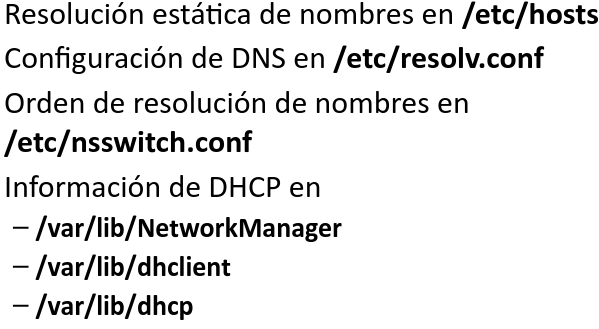 Resolución estática de nombres en /etc/hosts
Configuración de DNS en /etc/resolv.conf
Orden de resolución de nombres en
/etc/nsswitch.conf
Información de DHCP en
– /var/lib/NetworkManager
– /var/lib/dhclient
– /var/lib/dhcp